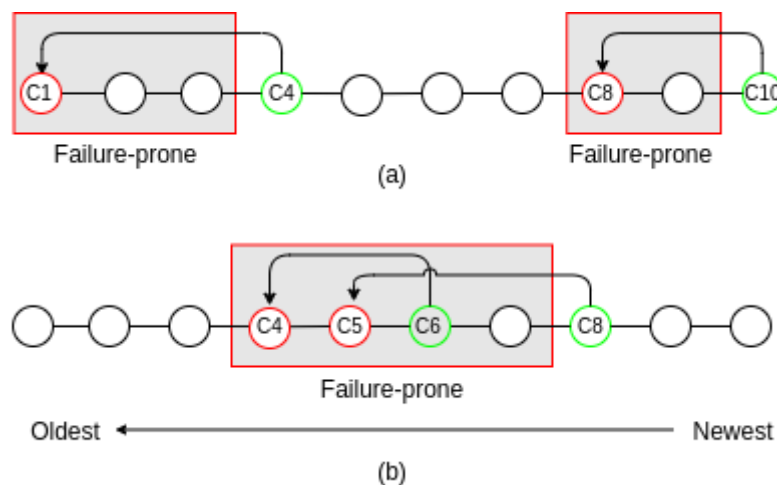 C1
C4
C8
C10
Failure-prone
Failure-prone
(a)
C4
C5
C6
C8
Failure-prone
Oldest
Newest
(b)